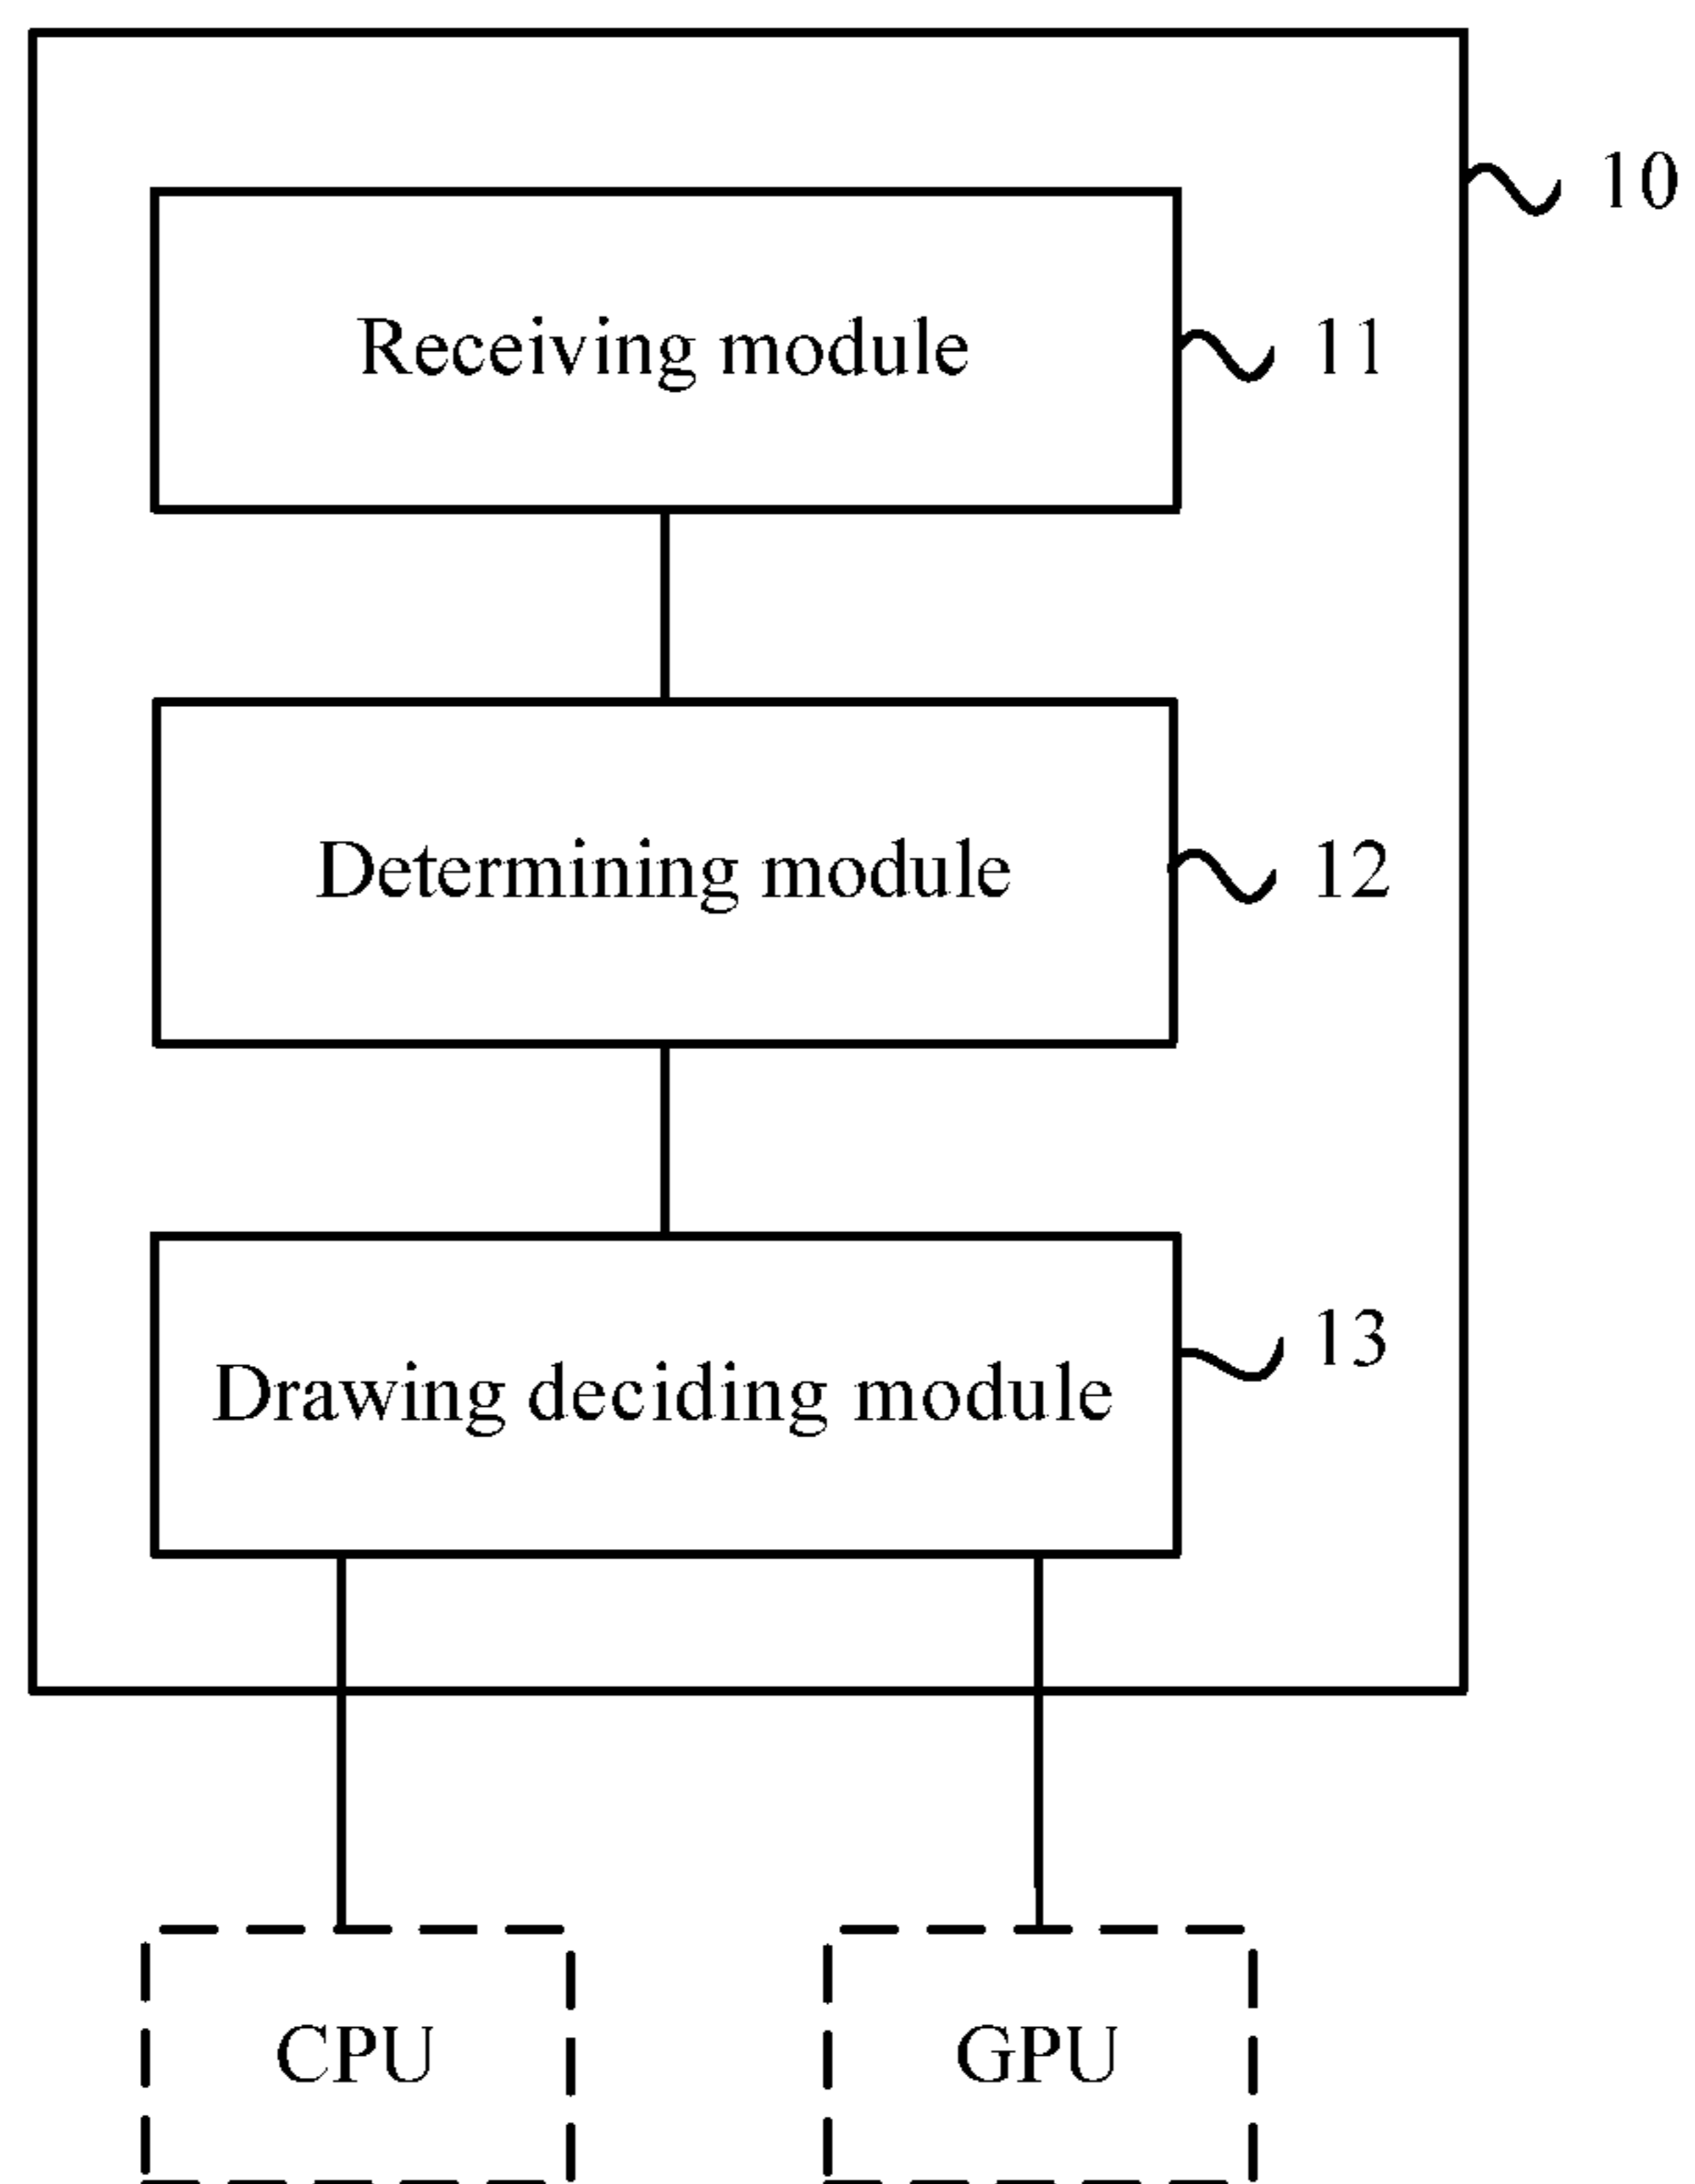 10
Receiving module
11
Determining module
12
Drawing deciding module
13
CPU
GPU